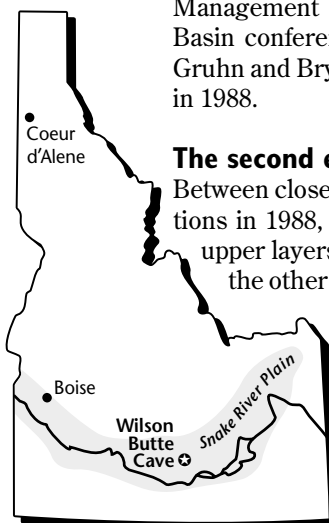 Management
Basin confere
Gruhn and Bry
in 1988.
The second e
Between close
tions in 1988,
upper layers
the other
Coeur
d'Alene
Boise
Wilson
Butte
Cave
Snake River Plain